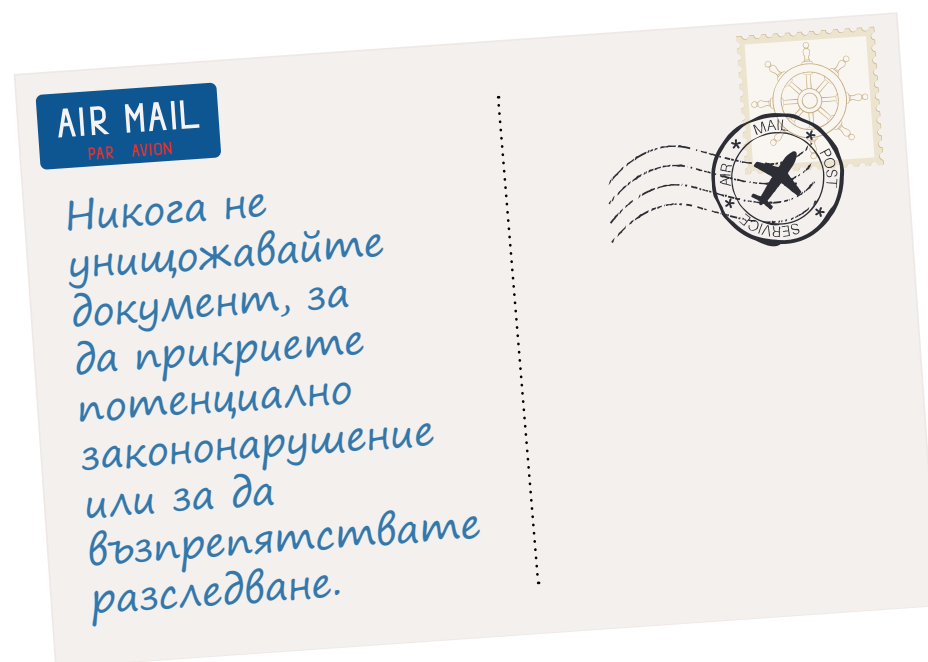 AIR MAIL
PAR AVION
Никога не
унищожавайте
документ, за
да прикриете
потенциално
закононарушение
или за да
възпрепятствате
разследване.
AIR * MAIL * POST * SERVICE *